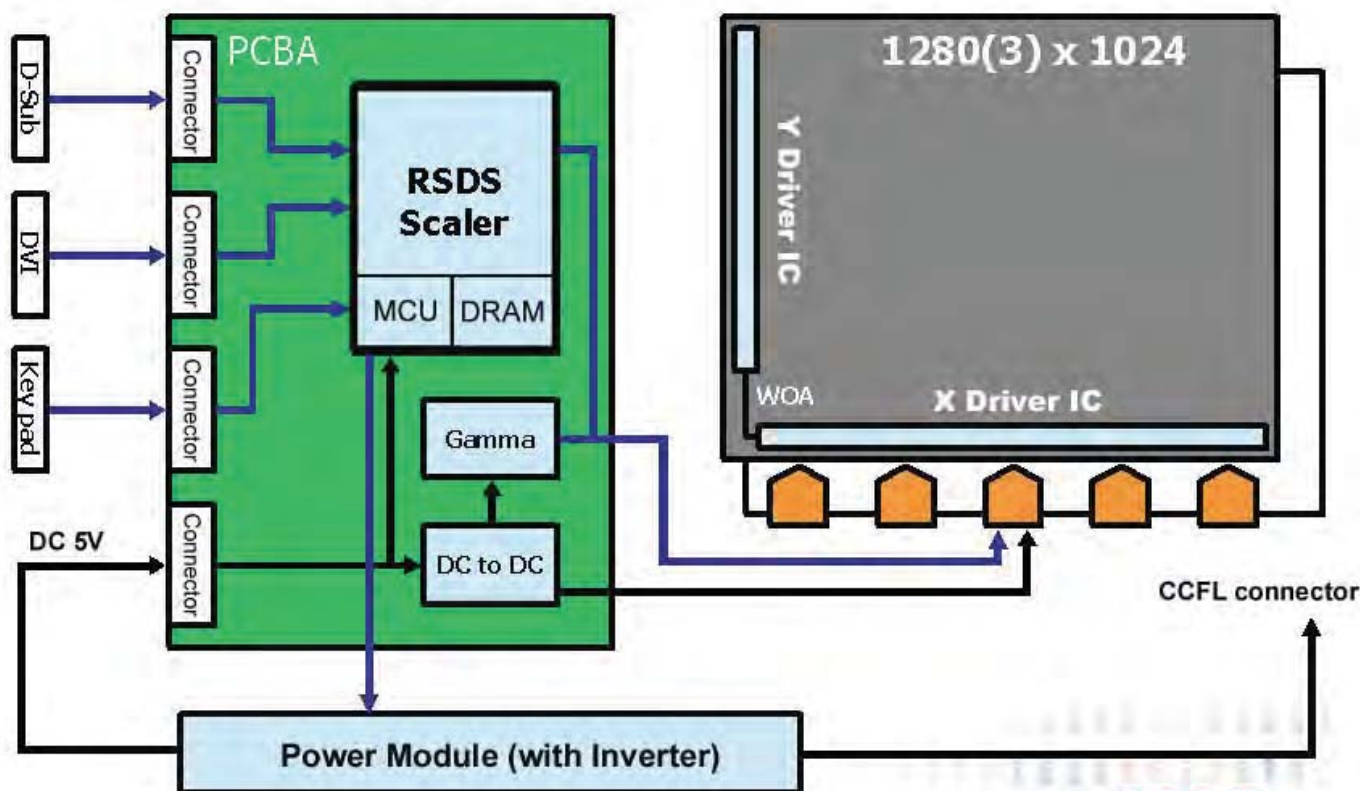 D-Sub
DVI
Key pad
Connector
Connector
Connector
Connector
PCBA
RSDS
Scaler
MCU
DRAM
Gamma
DC to DC
DC 5V
Power Module (with Inverter)
1280(3) x 1024
Y Driver IC
WOA
X Driver IC
CCFL connector